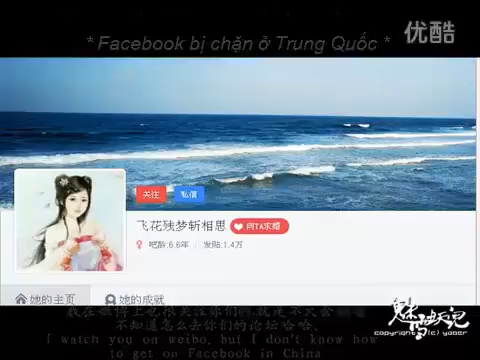 * Facebook bị chặn ở Trung Quốc *
优酷
关注 私信
飞花残梦斩相思 向TA求婚
吧龄:6.6年 发贴:1.4万
她的主页 她的成就
我在微博上也很关注你们的,就是不大会
不知道怎么去你们的论坛哈哈.
I watch you on weibo, but I don't know how
to get on Facebook in China
copyright (c) yaoer